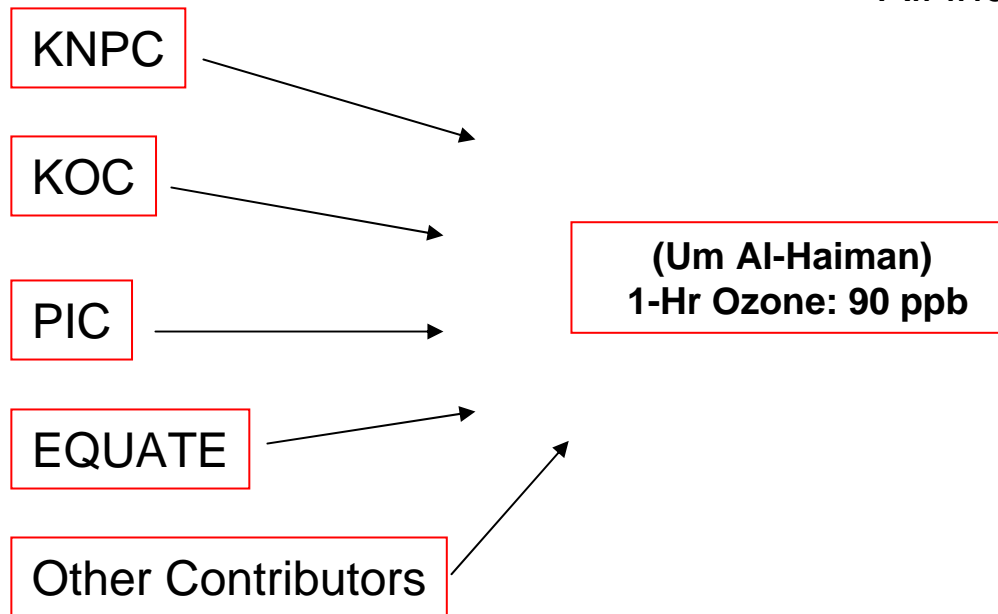 KNPC
KOC
PIC
EQUATE
Other Contributors
(Um Al-Haiman)
1-Hr Ozone: 90 ppb